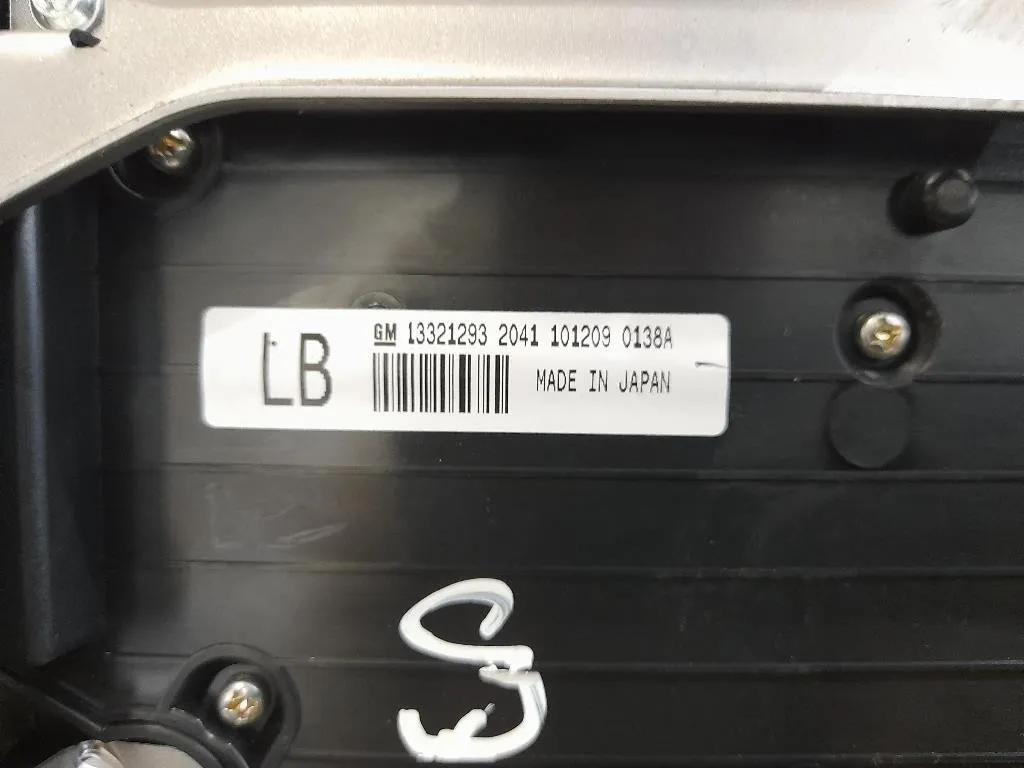 LB
GM 13321293 2041 101209 0138A
MADE IN JAPAN